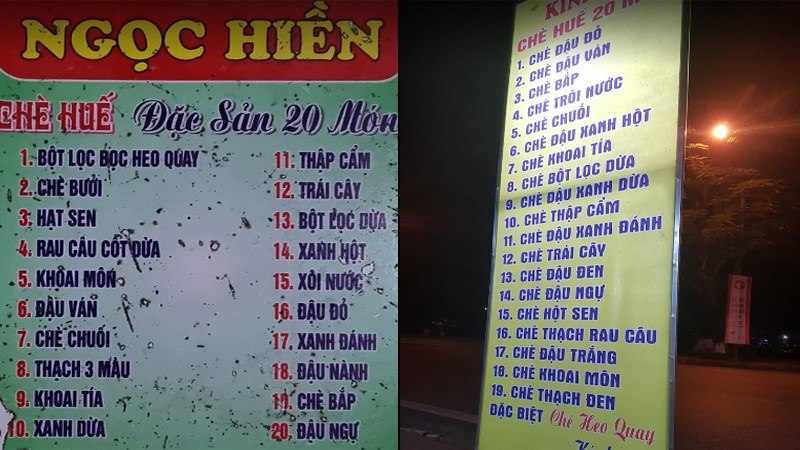 NGỌC HIỀN
CHÈ HUẾ Đặc Sản 20 Món
1. BỘT LỌC BỌC HEO QUAY
2. CHÈ BƯỞI
3. HẠT SEN
4. RAU CÂU CỐT DỪA
5. KHOAI MÔN
6. ĐẬU VÁN
7. CHÈ CHUỐI
8. THẠCH 3 MÀU
9. KHOAI TÍA
10. XANH DỪA
11. THẬP CẨM
12. TRÁI CÂY
13. BỘT LỌC DỪA
14. XANH HỘT
15. XÔI NƯỚC
16. ĐẬU ĐỎ
17. XANH ĐÁNH
18. ĐẬU NÀNH
19. CHÈ BẮP
20. ĐẬU NGỰ
CHÈ HUẾ 20 M
1. CHÈ ĐẬU ĐỎ
2. CHÈ ĐẬU VÁN
3. CHÈ BẮP
4. CHÈ TRÔI NƯỚC
5. CHÈ CHUỐI
6. CHÈ ĐẬU XANH HỘT
7. CHÈ KHOAI TÍA
8. CHÈ BỘT LỌC DỪA
9. CHÈ ĐẬU XANH DỪA
10. CHÈ THẬP CẨM
11. CHÈ ĐẬU XANH ĐÁNH
12. CHÈ TRÁI CÂY
13. CHÈ ĐẬU ĐEN
14. CHÈ ĐẬU NGỰ
15. CHÈ HỘT SEN
16. CHÈ THẠCH RAU CÂU
17. CHÈ ĐẬU TRẮNG
18. CHÈ KHOAI MÔN
19. CHÈ THẠCH ĐEN
ĐẶC BIỆT Chè Heo Quay